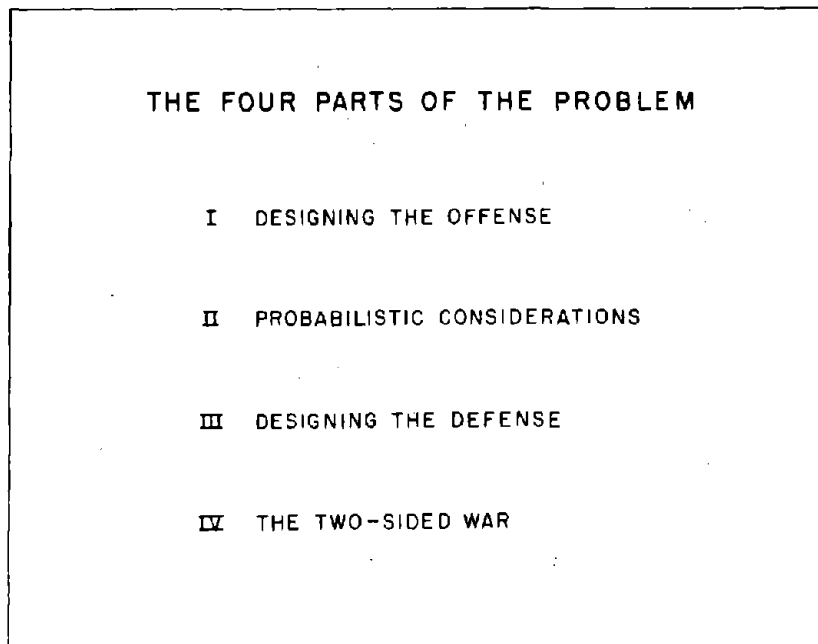 THE FOUR PARTS OF THE PROBLEM
I DESIGNING THE OFFENSE
II PROBABILISTIC CONSIDERATIONS
III DESIGNING THE DEFENSE
IV THE TWO-SIDED WAR